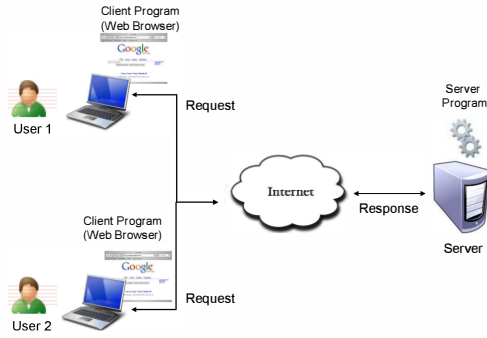 Client Program
(Web Browser)
Google
User 1
Request
Server
Program
Internet
Response
Server
Client Program
(Web Browser)
Google
Request
User 2